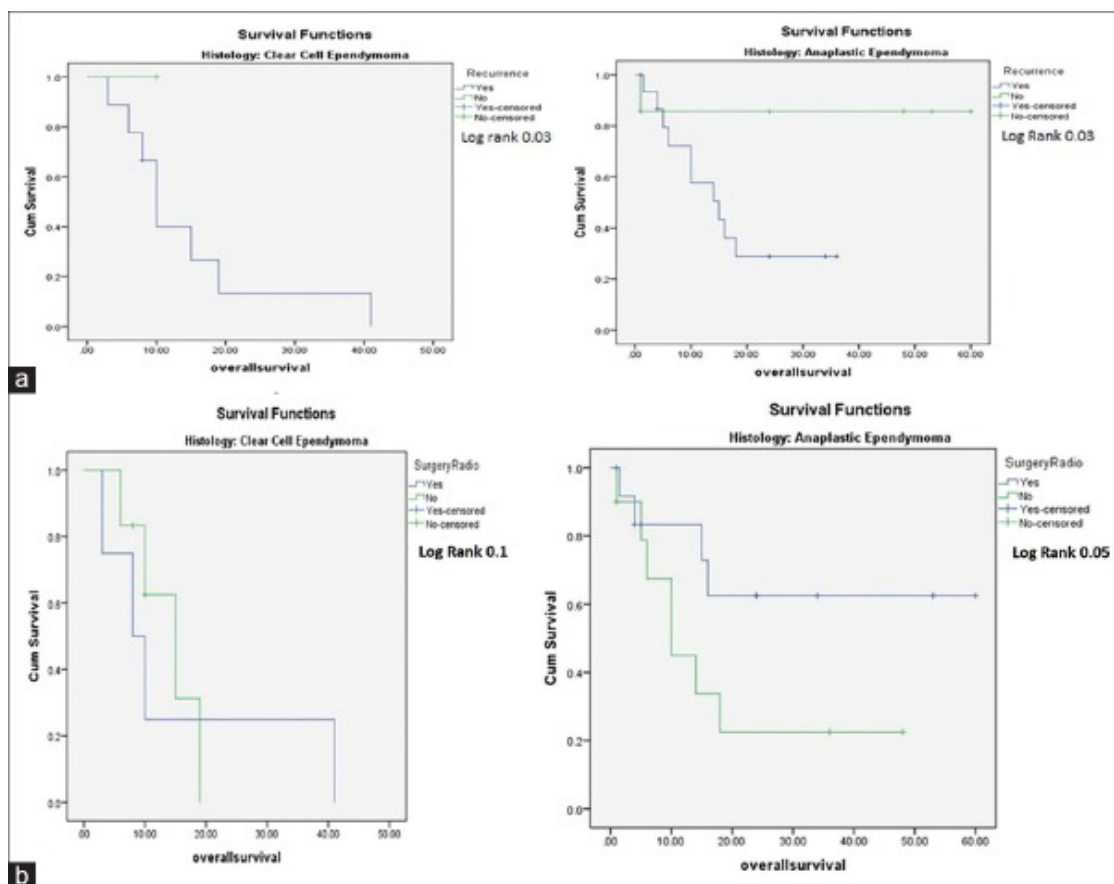 Survival Functions
Histology: Clear Cell Ependymoma
Recurrence
Yes
No
Yes-censored
No-censored
Log rank 0.03
Cum Survival
1.0
0.8
0.6
0.4
0.2
0.0
.00 10.00 20.00 30.00 40.00 50.00
overallsurvival
Survival Functions
Histology: Anaplastic Ependymoma
Recurrence
Yes
No
Yes-censored
No-censored
Log Rank 0.03
Cum Survival
1.0
0.8
0.6
0.4
0.2
0.0
.00 10.00 20.00 30.00 40.00 50.00 60.00
overallsurvival
a
Survival Functions
Histology: Clear Cell Ependymoma
SurgeryRadio
Yes
No
Yes-censored
No-censored
Log Rank 0.1
Cum Survival
1.0
0.8
0.6
0.4
0.2
0.0
.00 10.00 20.00 30.00 40.00 50.00
overallsurvival
Survival Functions
Histology: Anaplastic Ependymoma
SurgeryRadio
Yes
No
Yes-censored
No-censored
Log Rank 0.05
Cum Survival
1.0
0.8
0.6
0.4
0.2
0.0
.00 10.00 20.00 30.00 40.00 50.00 60.00
overallsurvival
b